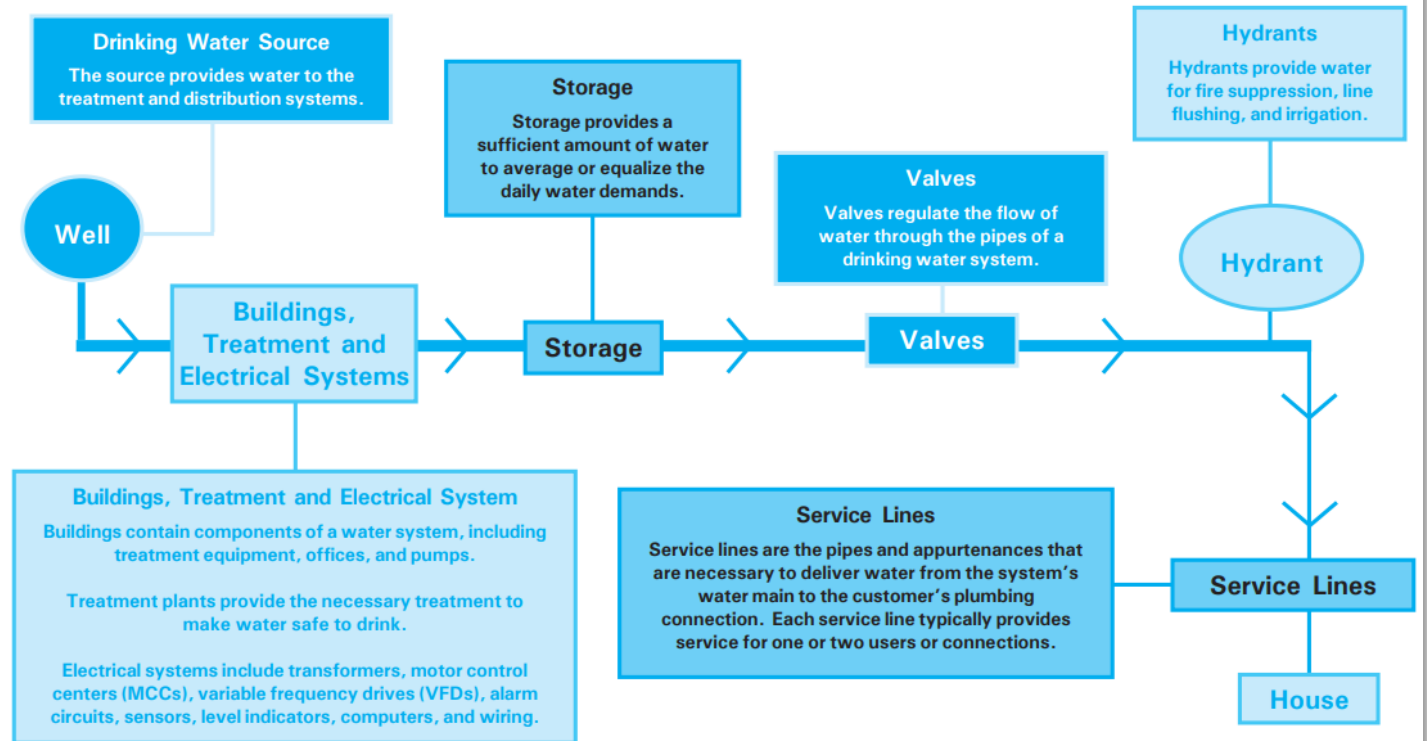 Drinking Water Source
The source provides water to the
treatment and distribution systems.
Well
Storage
Storage provides a
sufficient amount of water
to average or equalize the
daily water demands.
Valves
Valves regulate the flow of
water through the pipes of a
drinking water system.
Hydrants
Hydrants provide water
for fire suppression, line
flushing, and irrigation.
Hydrant
Buildings,
Treatment and
Electrical Systems
Storage
Valves
Buildings, Treatment and Electrical System
Buildings contain components of a water system, including
treatment equipment, offices, and pumps.
Treatment plants provide the necessary treatment to
make water safe to drink.
Electrical systems include transformers, motor control
centers (MCCs), variable frequency drives (VFDs), alarm
circuits, sensors, level indicators, computers, and wiring.
Service Lines
Service lines are the pipes and appurtenances that
are necessary to deliver water from the system’s
water main to the customer’s plumbing
connection. Each service line typically provides
service for one or two users or connections.
Service Lines
House